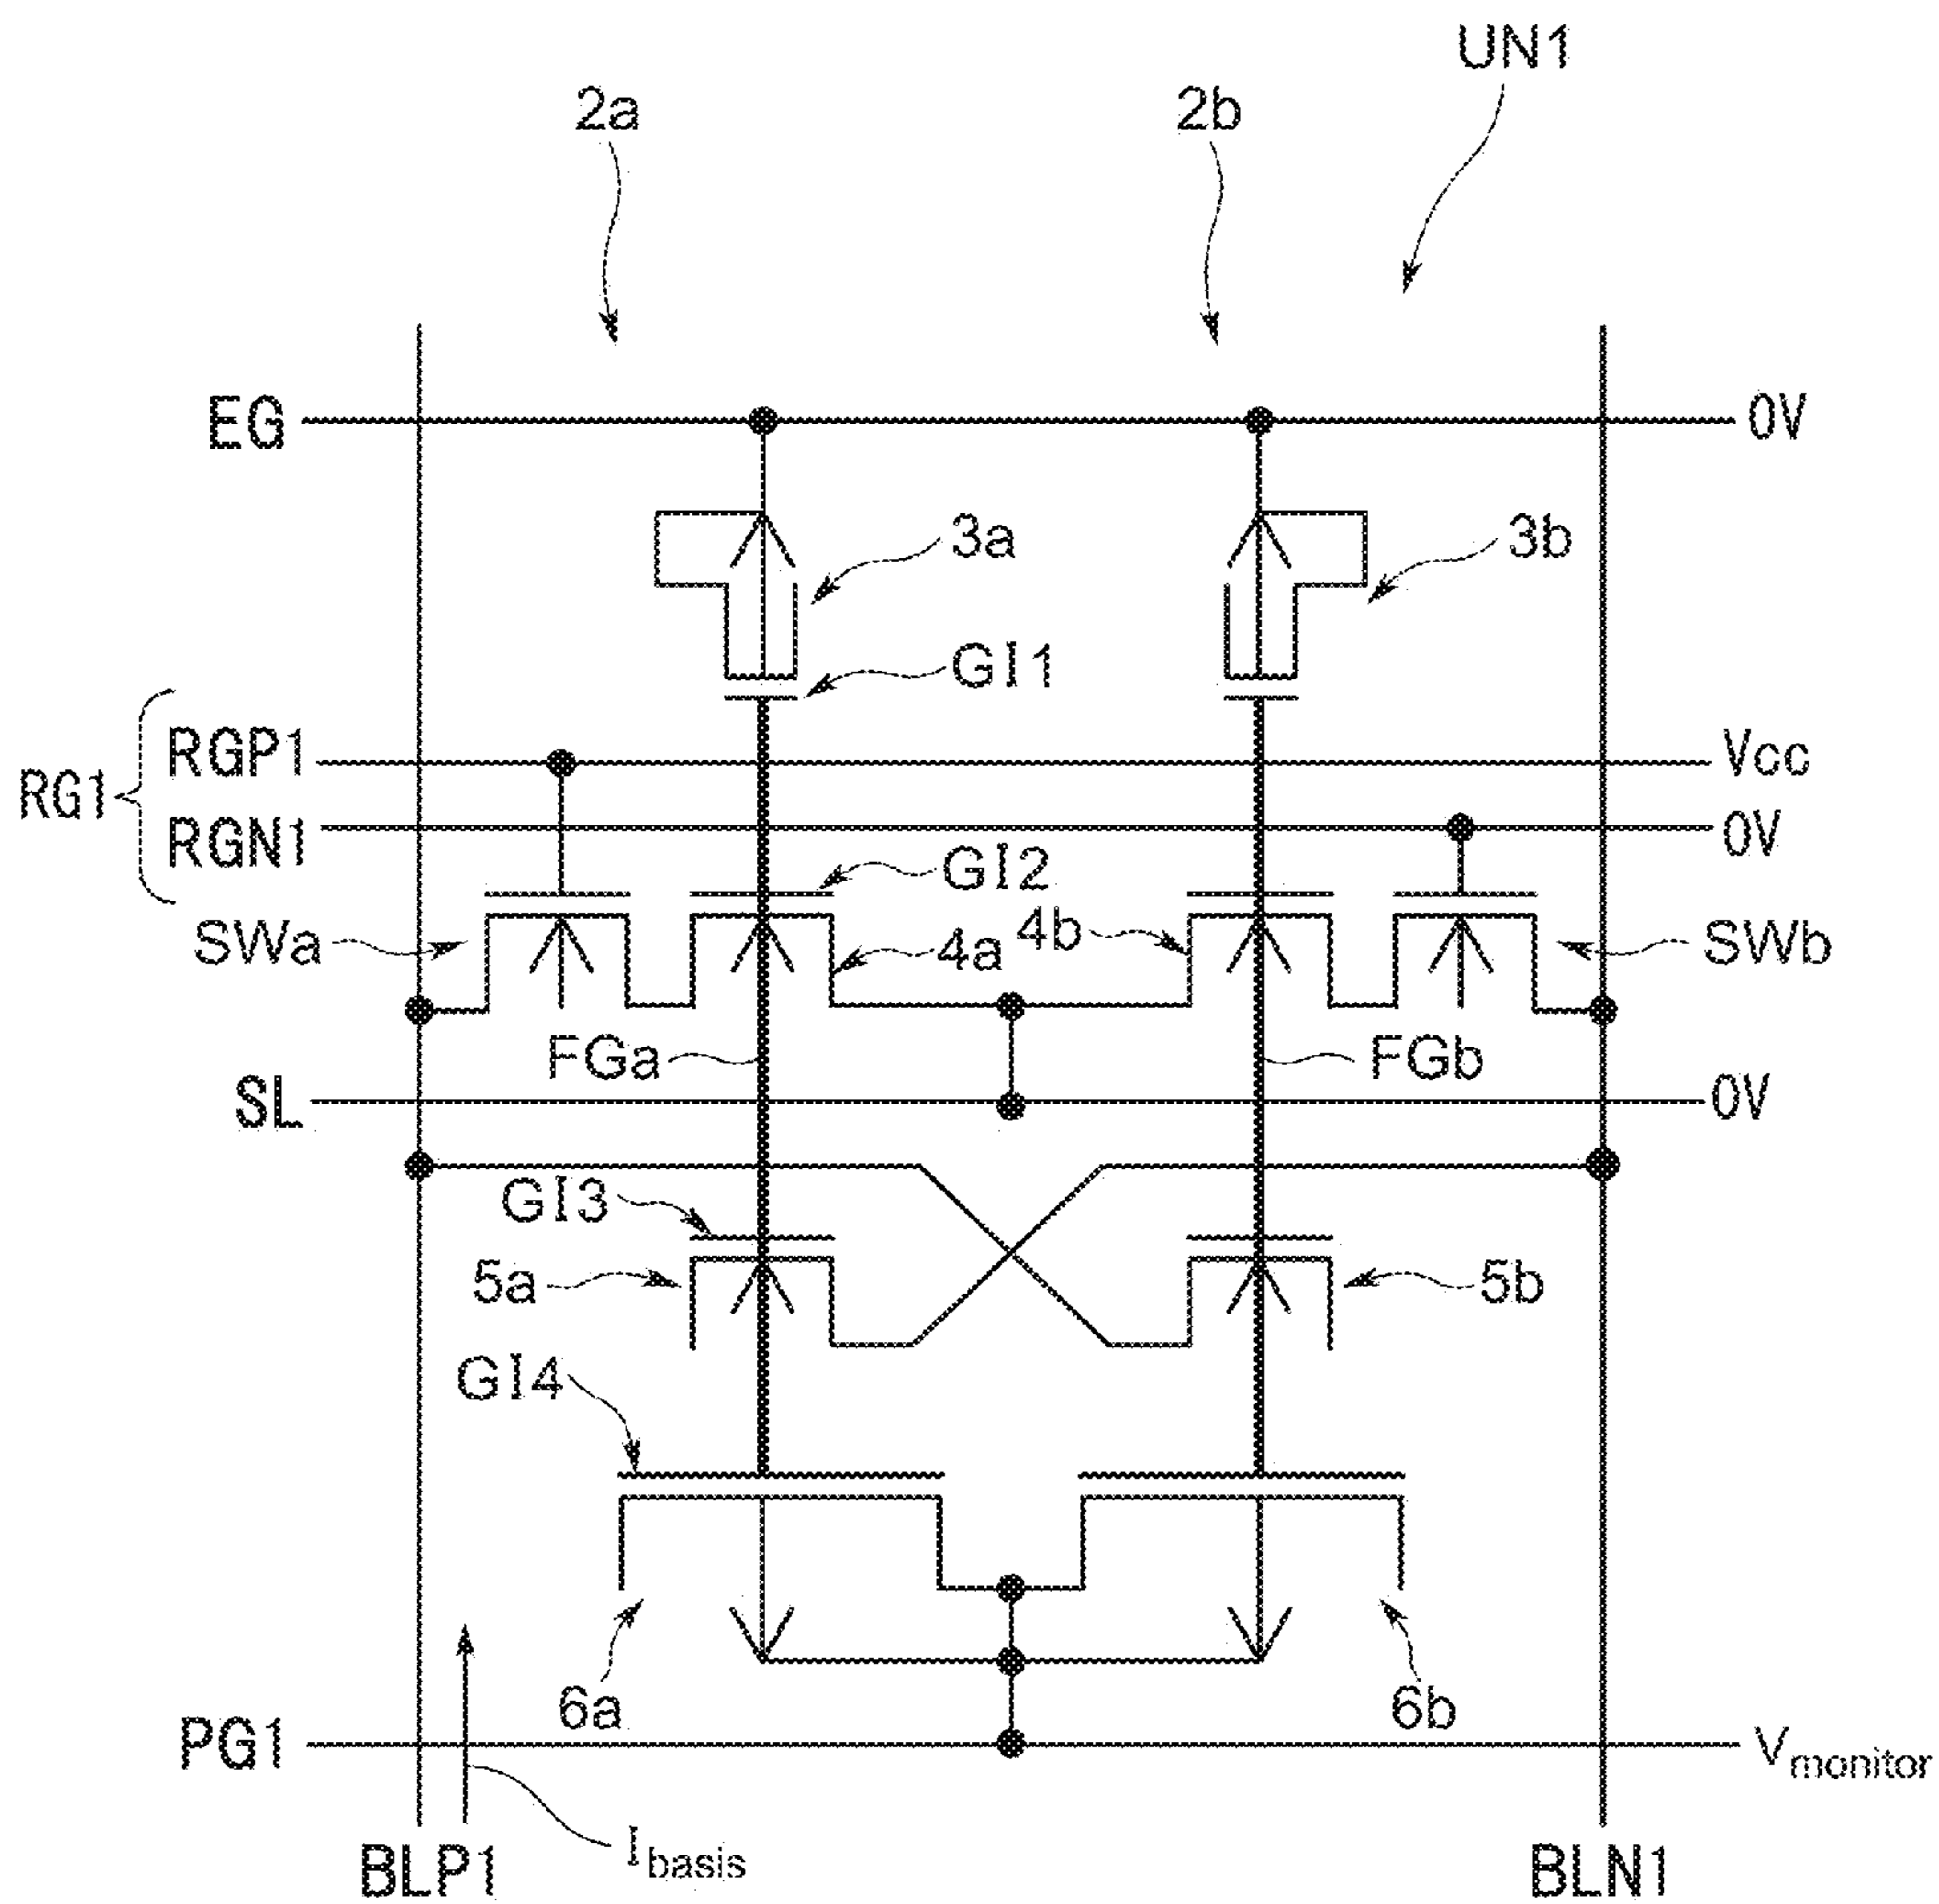 UN1
2a
2b
EG
0V
3a
3b
GI1
RG1
RGP1
Vcc
RGN1
0V
GI2
SWa
4a
4b
SWb
FGa
FGb
SL
0V
GI3
5a
5b
GI4
6a
6b
PG1
Vmonitor
Ibasis
BLP1
BLN1